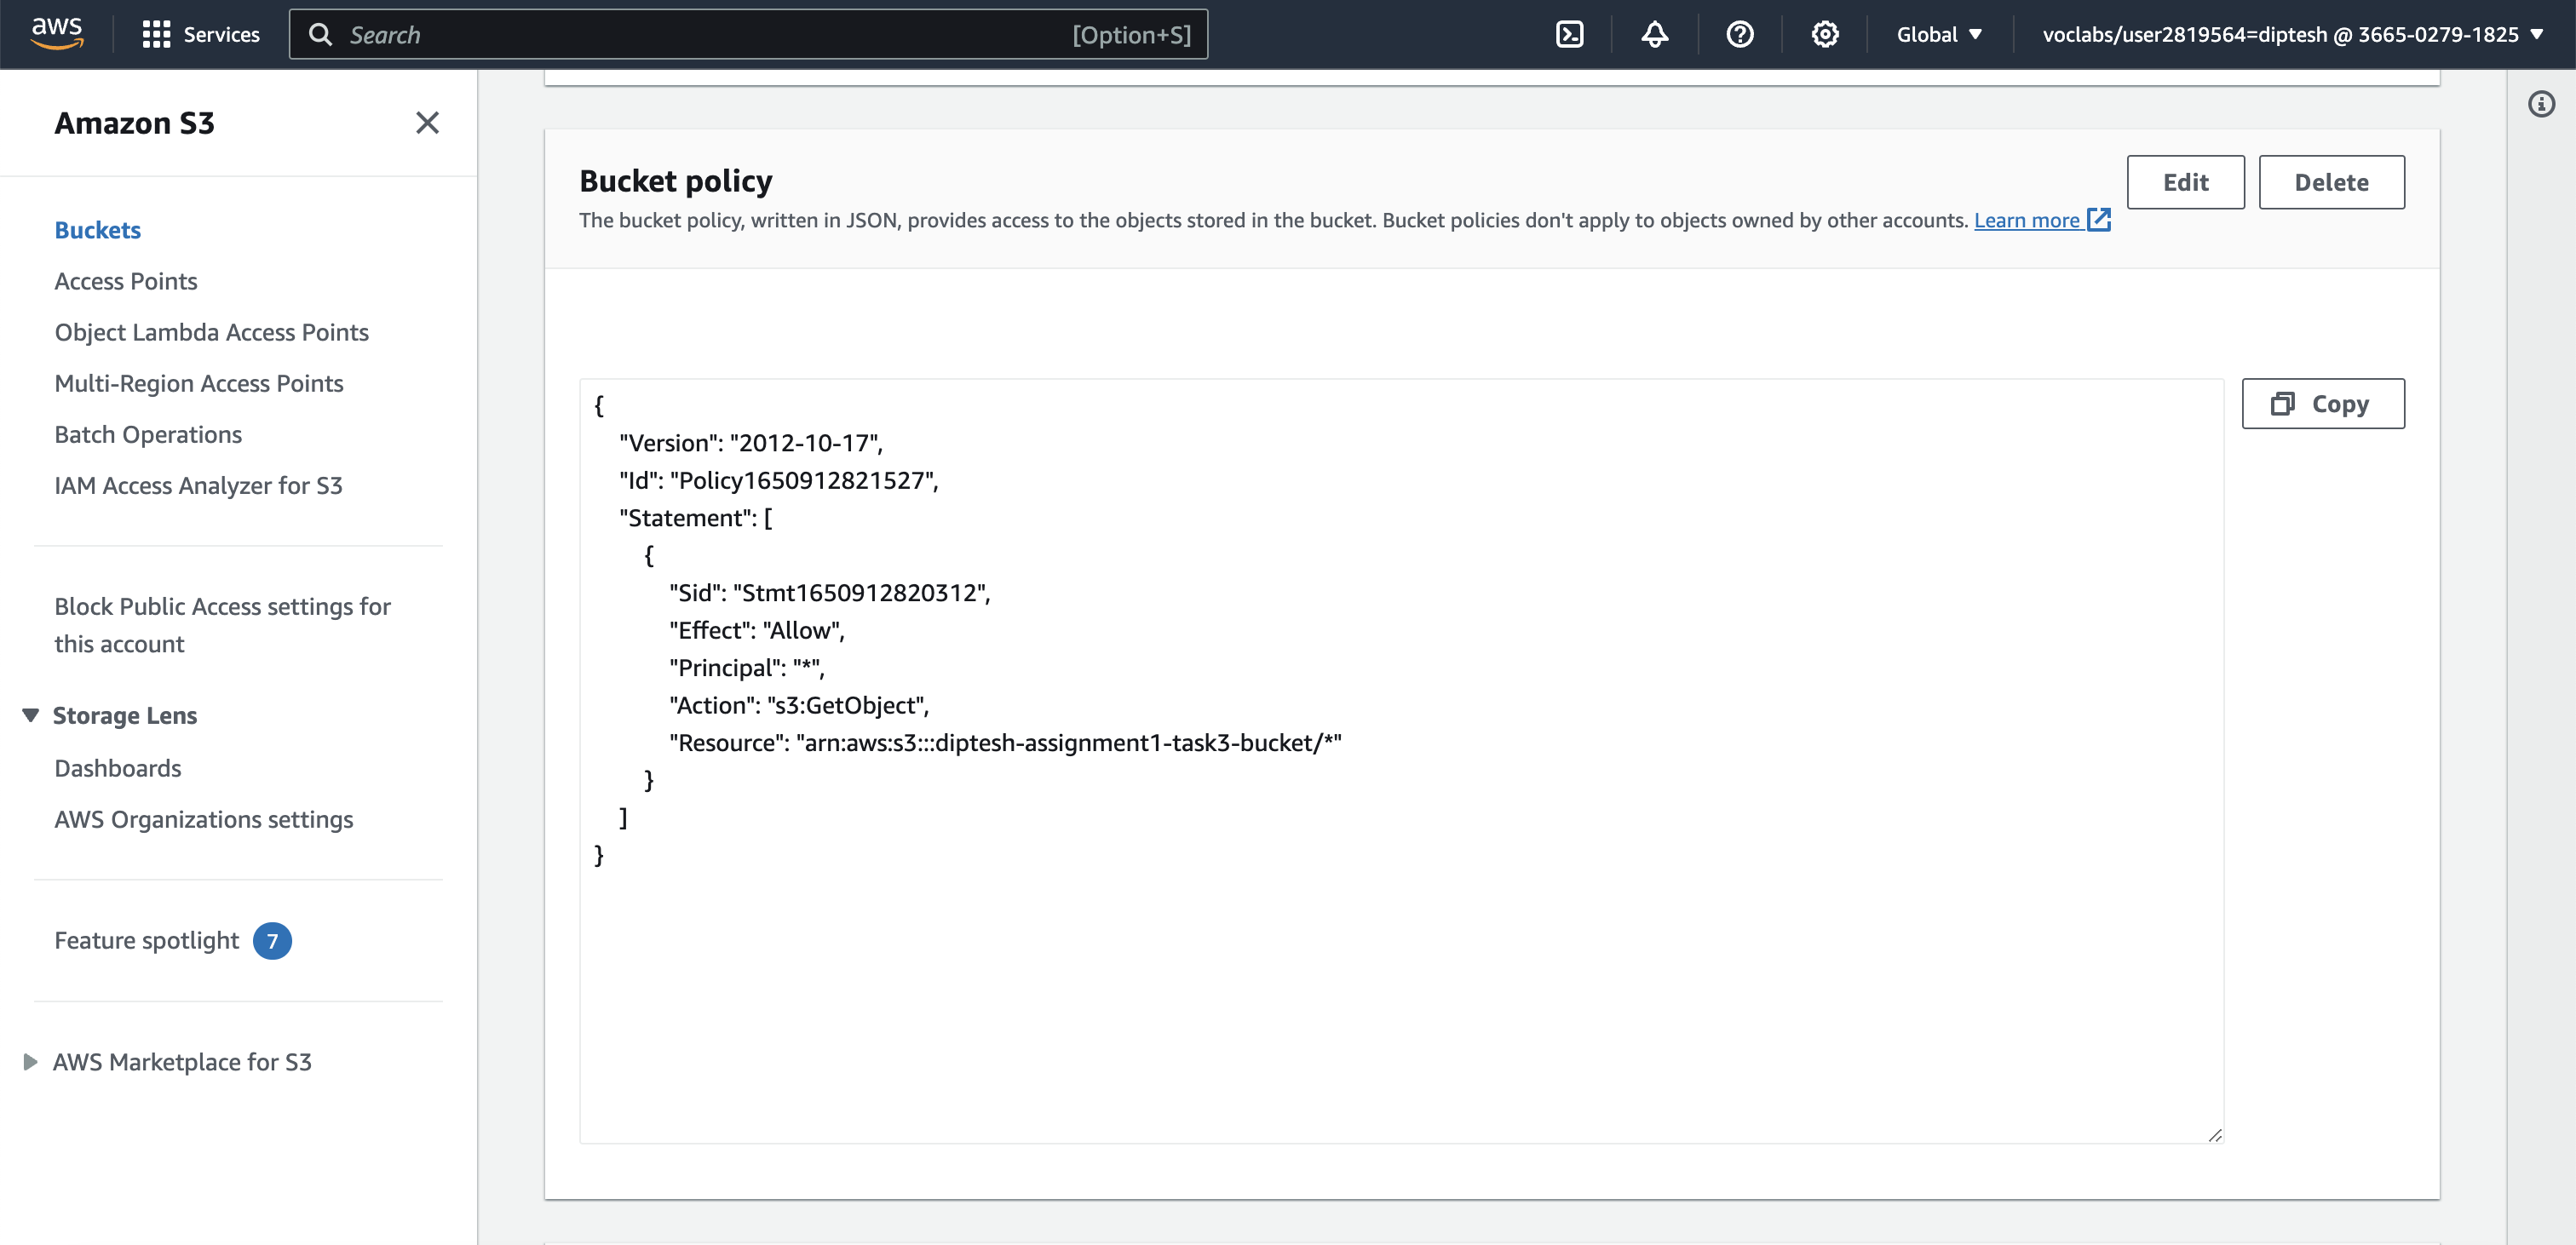 aws
Services
Search
[Option+S]
Global
voclabs/user2819564=diptesh @ 3665-0279-1825
Amazon S3
Buckets
Access Points
Object Lambda Access Points
Multi-Region Access Points
Batch Operations
IAM Access Analyzer for S3
Block Public Access settings for
this account
Storage Lens
Dashboards
AWS Organizations settings
Feature spotlight 7
AWS Marketplace for S3
Bucket policy
The bucket policy, written in JSON, provides access to the objects stored in the bucket. Bucket policies don't apply to objects owned by other accounts. Learn more
Edit
Delete
Copy
{
    "Version": "2012-10-17",
    "Id": "Policy1650912821527",
    "Statement": [
        {
            "Sid": "Stmt1650912820312",
            "Effect": "Allow",
            "Principal": "*",
            "Action": "s3:GetObject",
            "Resource": "arn:aws:s3:::diptesh-assignment1-task3-bucket/*"
        }
    ]
}